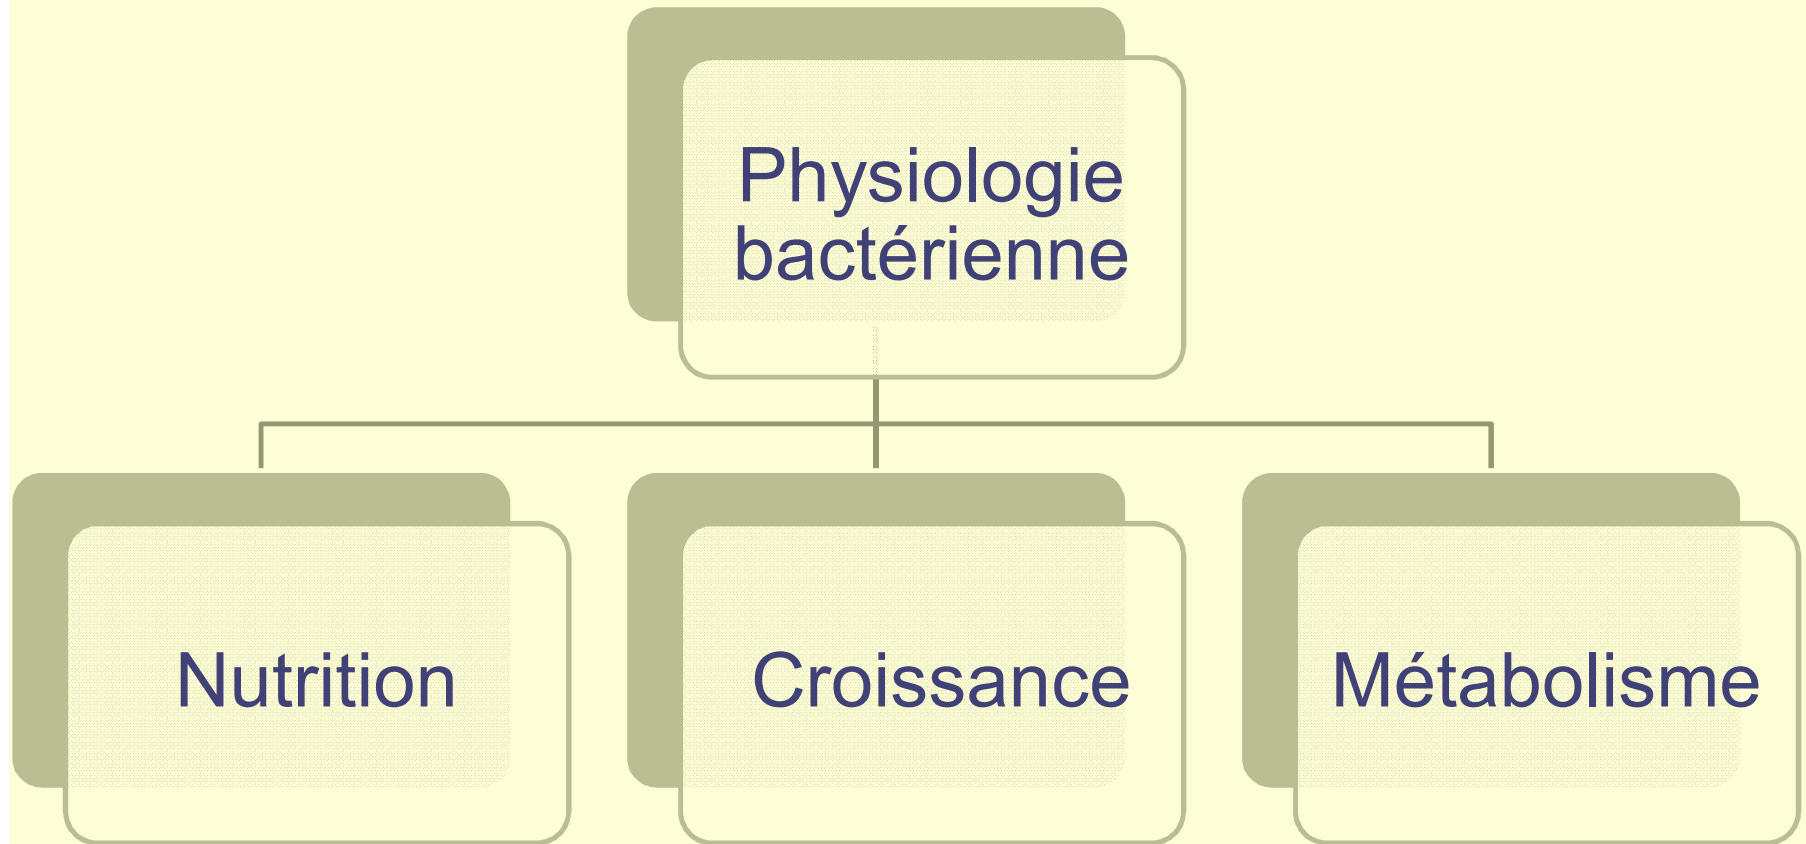 Physiologie
bactérienne
Nutrition
Croissance
Métabolisme